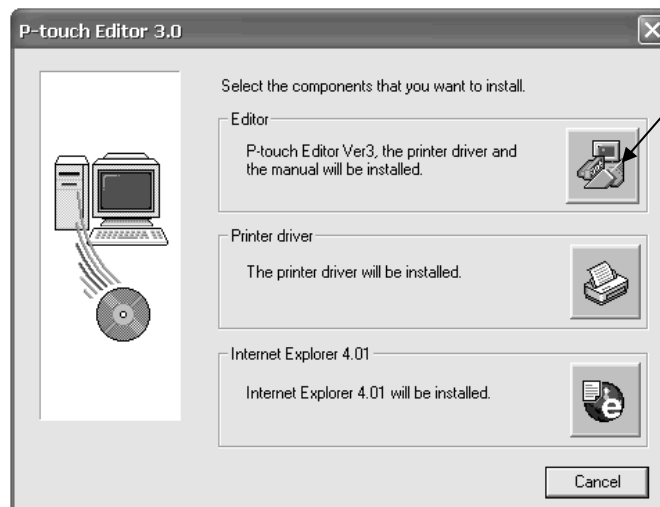 P-touch Editor 3.0
Select the components that you want to install.
Editor
P-touch Editor Ver3, the printer driver and
the manual will be installed.
Printer driver
The printer driver will be installed.
Internet Explorer 4.01
Internet Explorer 4.01 will be installed.
Cancel